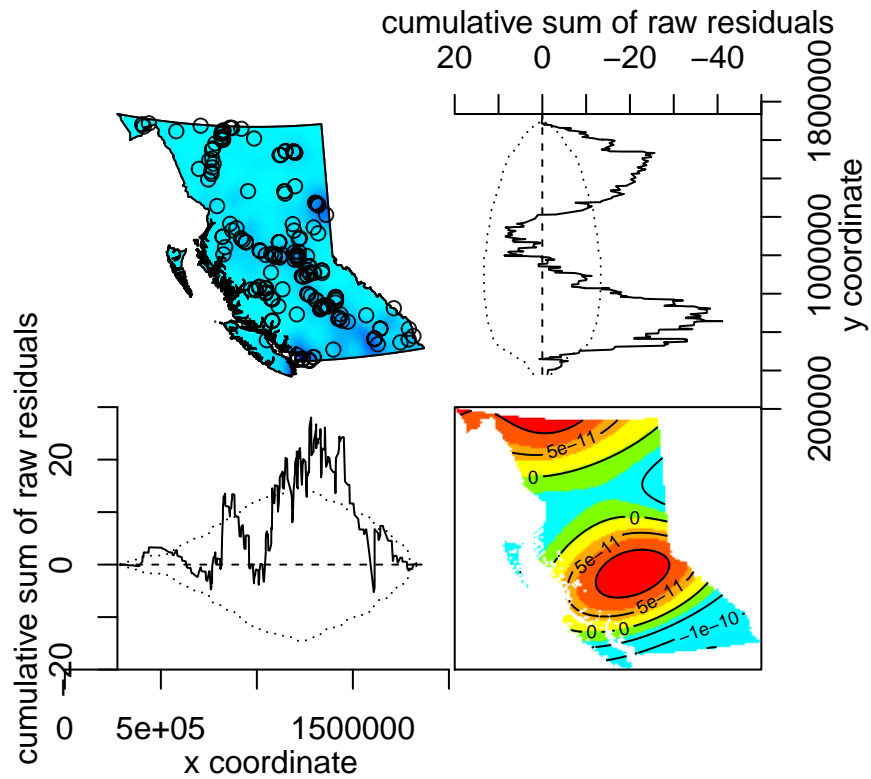 cumulative sum of raw residuals
20 0 −20 −40
200000 1000000 1800000
y coordinate
cumulative sum of raw residuals
20 0 20
0 5e+05 1500000
x coordinate
5e−11
0
0
5e−11
5e−11
0 0
−1e−10